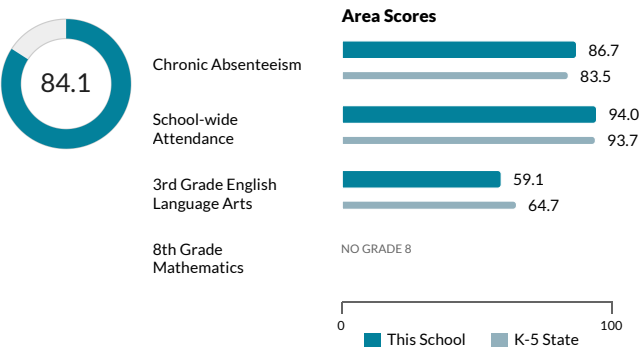 Area Scores
84.1
Chronic Absenteeism
86.7
83.5
School-wide
Attendance
94.0
93.7
3rd Grade English
Language Arts
59.1
64.7
8th Grade
Mathematics
NO GRADE 8
0
100
This School
K-5 State